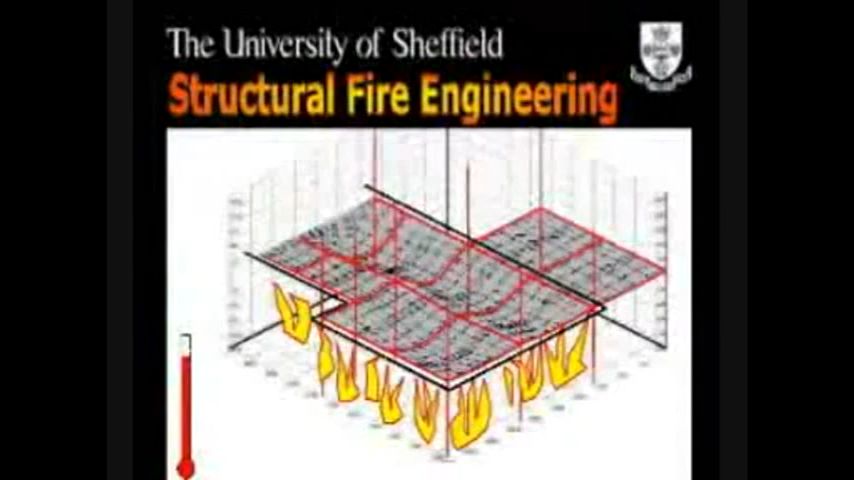 The University of Sheffield
Structural Fire Engineering